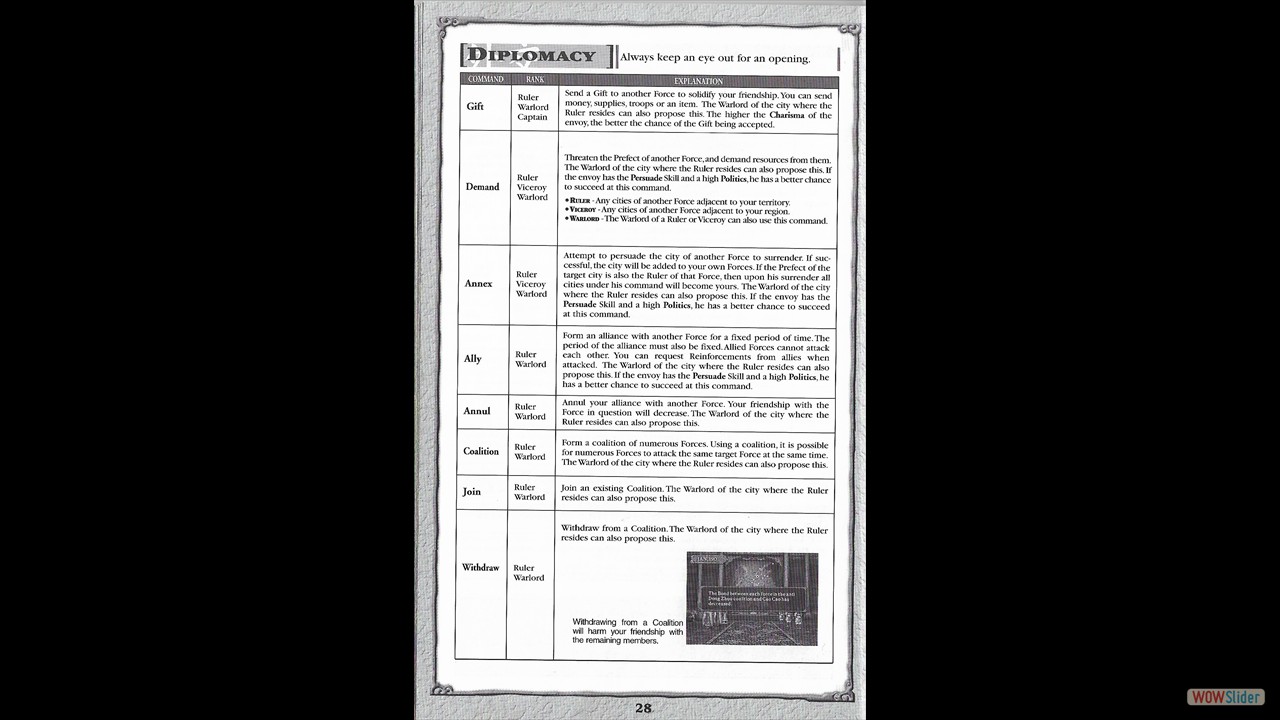 DIPLOMACY
Always keep an eye out for an opening.
COMMAND RANK EXPLANATION
Gift
Ruler
Warlord
Captain
Send a Gift to another Force to solidify your friendship. You can send
money, supplies, troops or an item. The Warlord of the city where the
Ruler resides can also propose this. The higher the Charisma of the
envoy, the better the chance of the Gift being accepted.
Demand
Ruler
Viceroy
Warlord
Threaten the Prefect of another Force, and demand resources from them.
The Warlord of the city where the Ruler resides can also propose this. If
the envoy has the Persuade Skill and a high Politics, he has a better chance
to succeed at this command.
• RULER - Any cities of another Force adjacent to your territory.
• VICEROY - Any cities of another Force adjacent to your region.
• WARLORD - The Warlord of a Ruler or Viceroy can also use this command.
Annex
Ruler
Viceroy
Warlord
Attempt to persuade the city of another Force to surrender. If suc-
cessful, the city will be added to your own Forces. If the Prefect of the
target city is also the Ruler of that Force, then upon his surrender all
cities under his command will become yours. The Warlord of the city
where the Ruler resides can also propose this. If the envoy has the
Persuade Skill and a high Politics, he has a better chance to succeed
at this command.
Ally
Ruler
Warlord
Form an alliance with another Force for a fixed period of time. The
period of the alliance must also be fixed. Allied Forces cannot attack
each other. You can request Reinforcements from allies when
attacked. The Warlord of the city where the Ruler resides can also
propose this. If the envoy has the Persuade Skill and a high Politics, he
has a better chance to succeed at this command.
Annul
Ruler
Warlord
Annul your alliance with another Force. Your friendship with the
Force in question will decrease. The Warlord of the city where the
Ruler resides can also propose this.
Coalition
Ruler
Warlord
Form a coalition of numerous Forces. Using a coalition, it is possible
for numerous Forces to attack the same target Force at the same time.
The Warlord of the city where the Ruler resides can also propose this.
Join
Ruler
Warlord
Join an existing Coalition. The Warlord of the city where the Ruler
resides can also propose this.
Withdraw
Ruler
Warlord
Withdraw from a Coalition. The Warlord of the city where the Ruler
resides can also propose this.
The Bond between each Force in the anti
Dong Zhuo coalition and Cao Cao has
decreased.
Withdrawing from a Coalition
will harm your friendship with
the remaining members.
28
WOWSlider